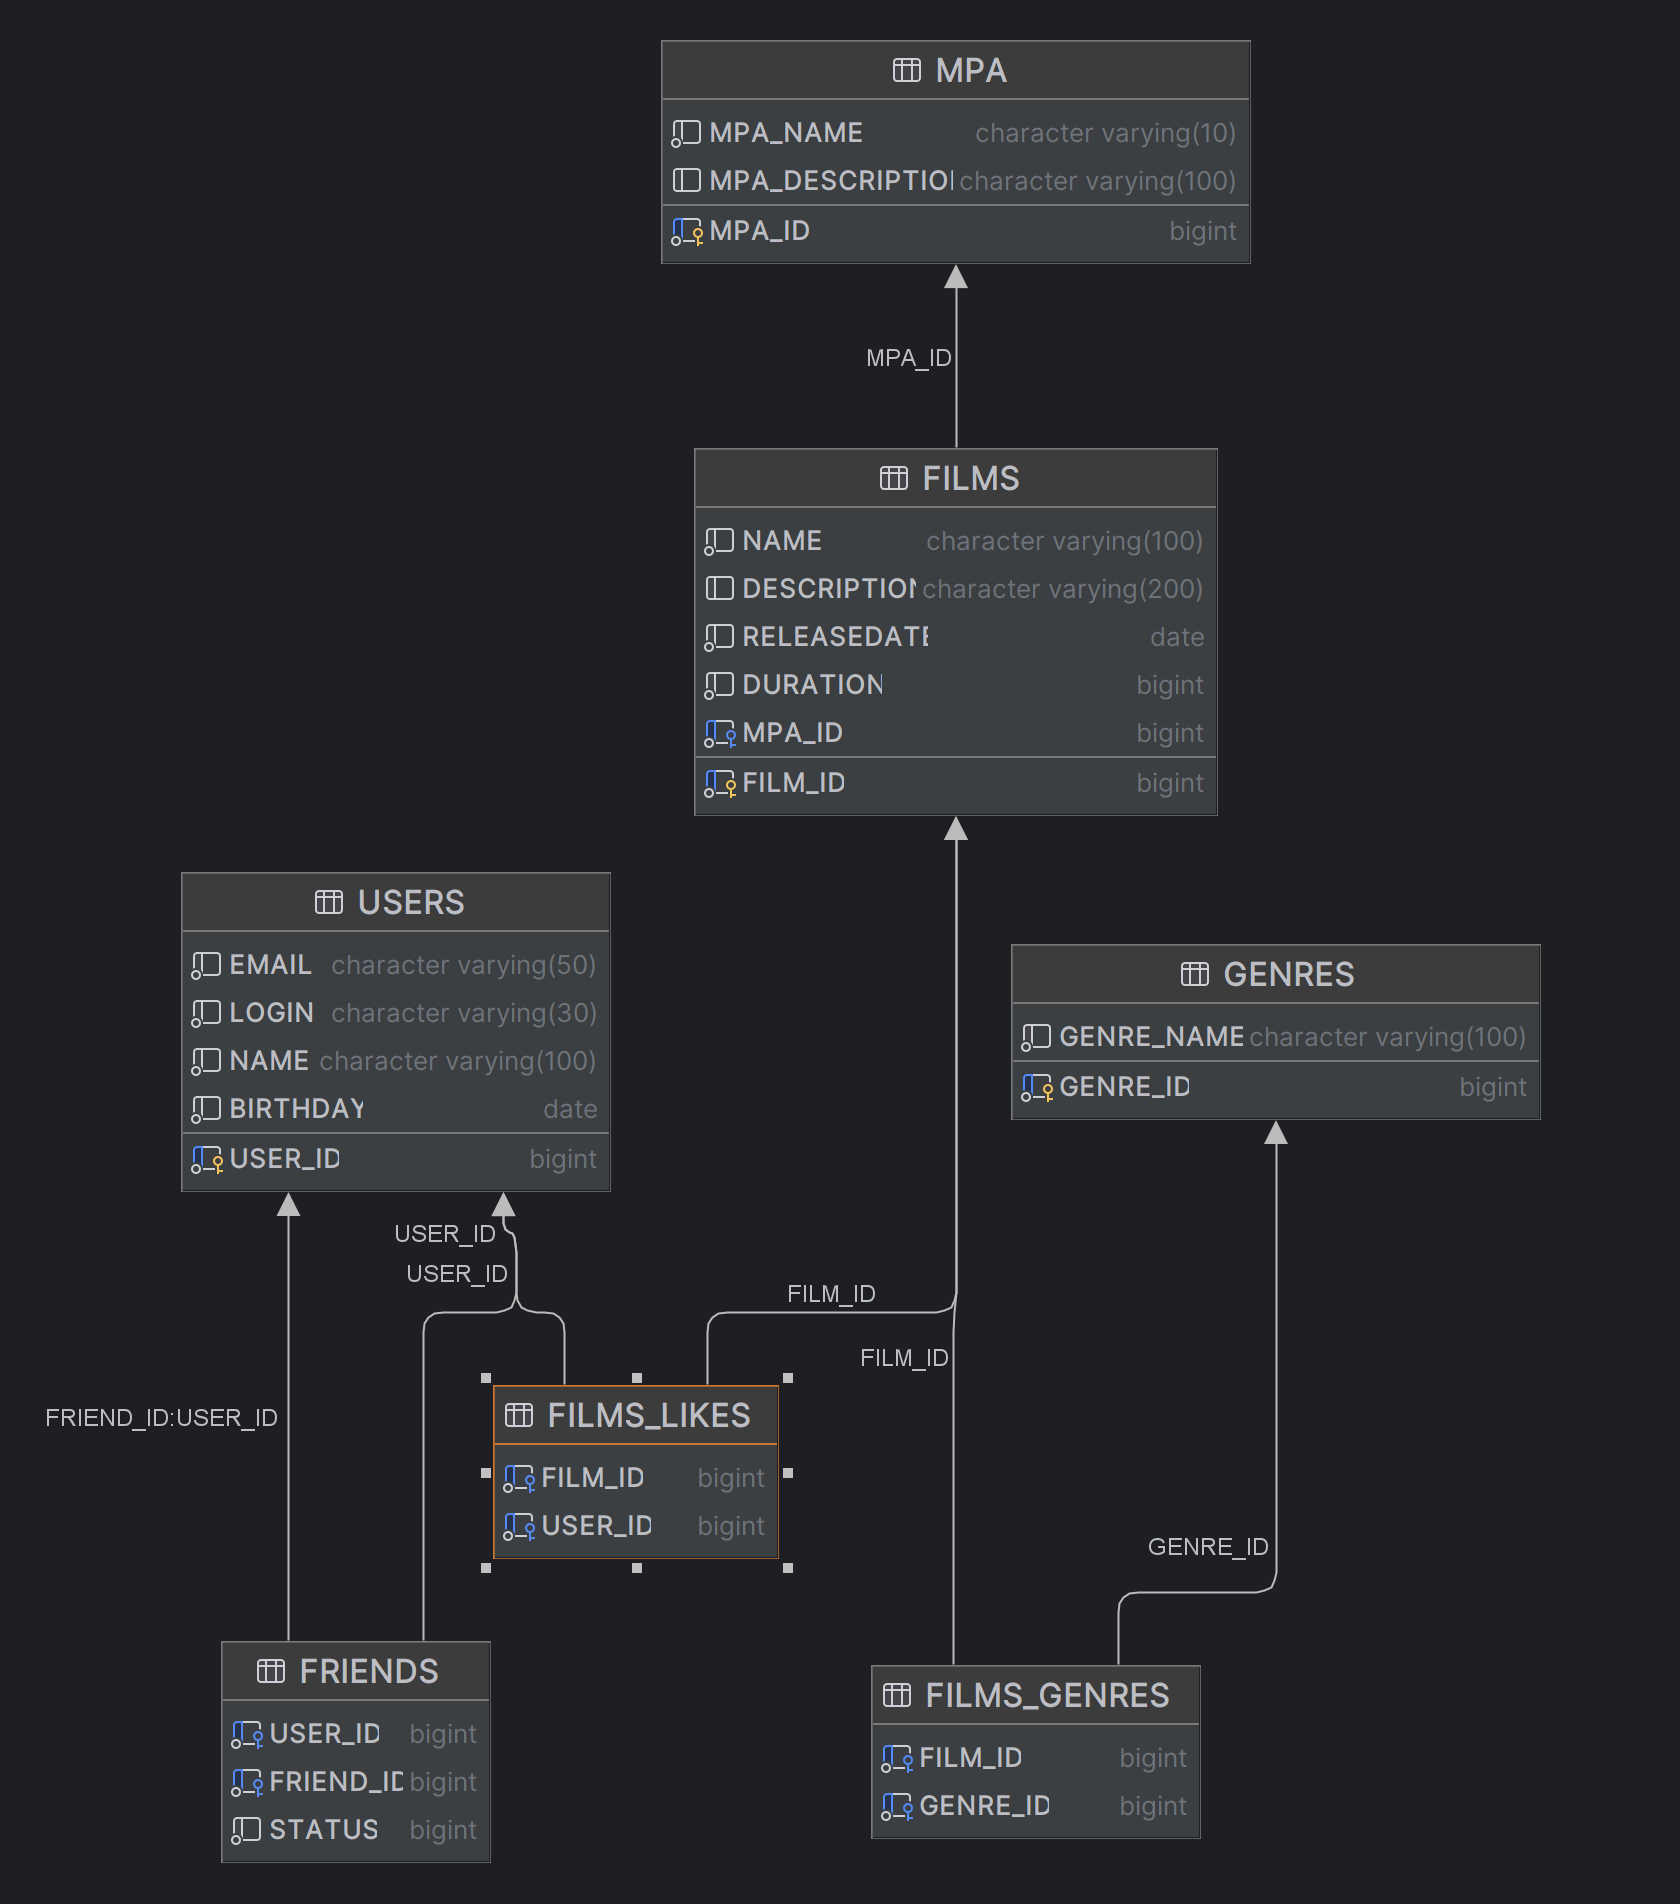 MPA
MPA_NAME character varying(10)
MPA_DESCRIPTIO character varying(100)
MPA_ID bigint
MPA_ID
FILMS
NAME character varying(100)
DESCRIPTION character varying(200)
RELEASEDATE date
DURATION bigint
MPA_ID bigint
FILM_ID bigint
USERS
EMAIL character varying(50)
LOGIN character varying(30)
NAME character varying(100)
BIRTHDAY date
USER_ID bigint
GENRES
GENRE_NAME character varying(100)
GENRE_ID bigint
USER_ID
USER_ID
FILM_ID
FILM_ID
FRIEND_ID:USER_ID
FILMS_LIKES
FILM_ID bigint
USER_ID bigint
GENRE_ID
FRIENDS
USER_ID bigint
FRIEND_ID bigint
STATUS bigint
FILMS_GENRES
FILM_ID bigint
GENRE_ID bigint